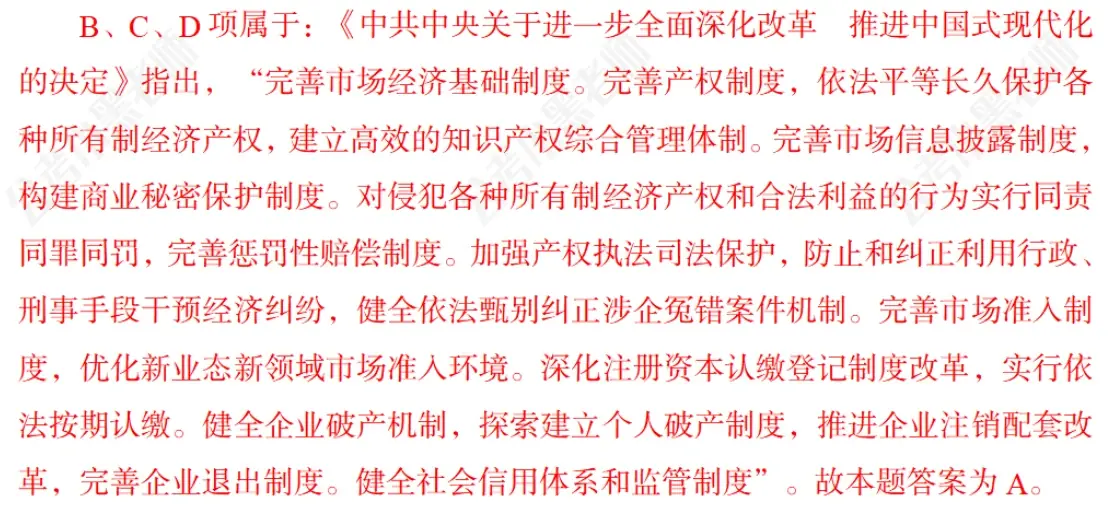 B、C、D 项属于：《中共中央关于进一步全面深化改革 推进中国式现代化
的决定》指出，“完善市场经济基础制度。完善产权制度，依法平等长久保护各
种所有制经济产权，建立高效的知识产权综合管理体制。完善市场信息披露制度，
构建商业秘密保护制度。对侵犯各种所有制经济产权和合法利益的行为实行同责
同罪同罚，完善惩罚性赔偿制度。加强产权执法司法保护，防止和纠正利用行政、
刑事手段干预经济纠纷，健全依法甄别纠正涉企冤错案件机制。完善市场准入制
度，优化新业态新领域市场准入环境。深化注册资本认缴登记制度改革，实行依
法按期认缴。健全企业破产机制，探索建立个人破产制度，推进企业注销配套改
革，完善企业退出制度。健全社会信用体系和监管制度”。故本题答案为 A。